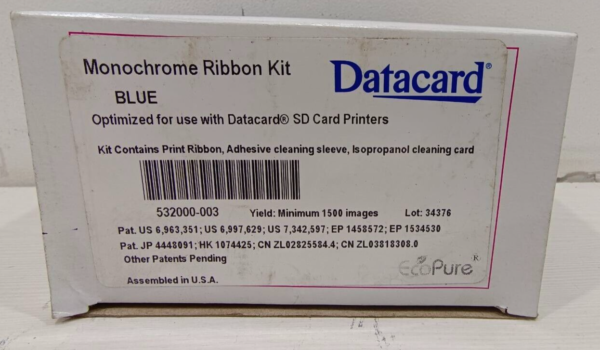 Monochrome Ribbon Kit
Datacard®
BLUE
Optimized for use with Datacard® SD Card Printers
Kit Contains Print Ribbon, Adhesive cleaning sleeve, Isopropanol cleaning card
532000-003 Yield: Minimum 1500 images Lot: 34376
Pat. US 6,963,351; US 6,997,629; US 7,342,597; EP 1458572; EP 1534530
Pat. JP 4448091; HK 1074425; CN ZL02825584.4; CN ZL03818308.0
Other Patents Pending
EcoPure®
Assembled in U.S.A.